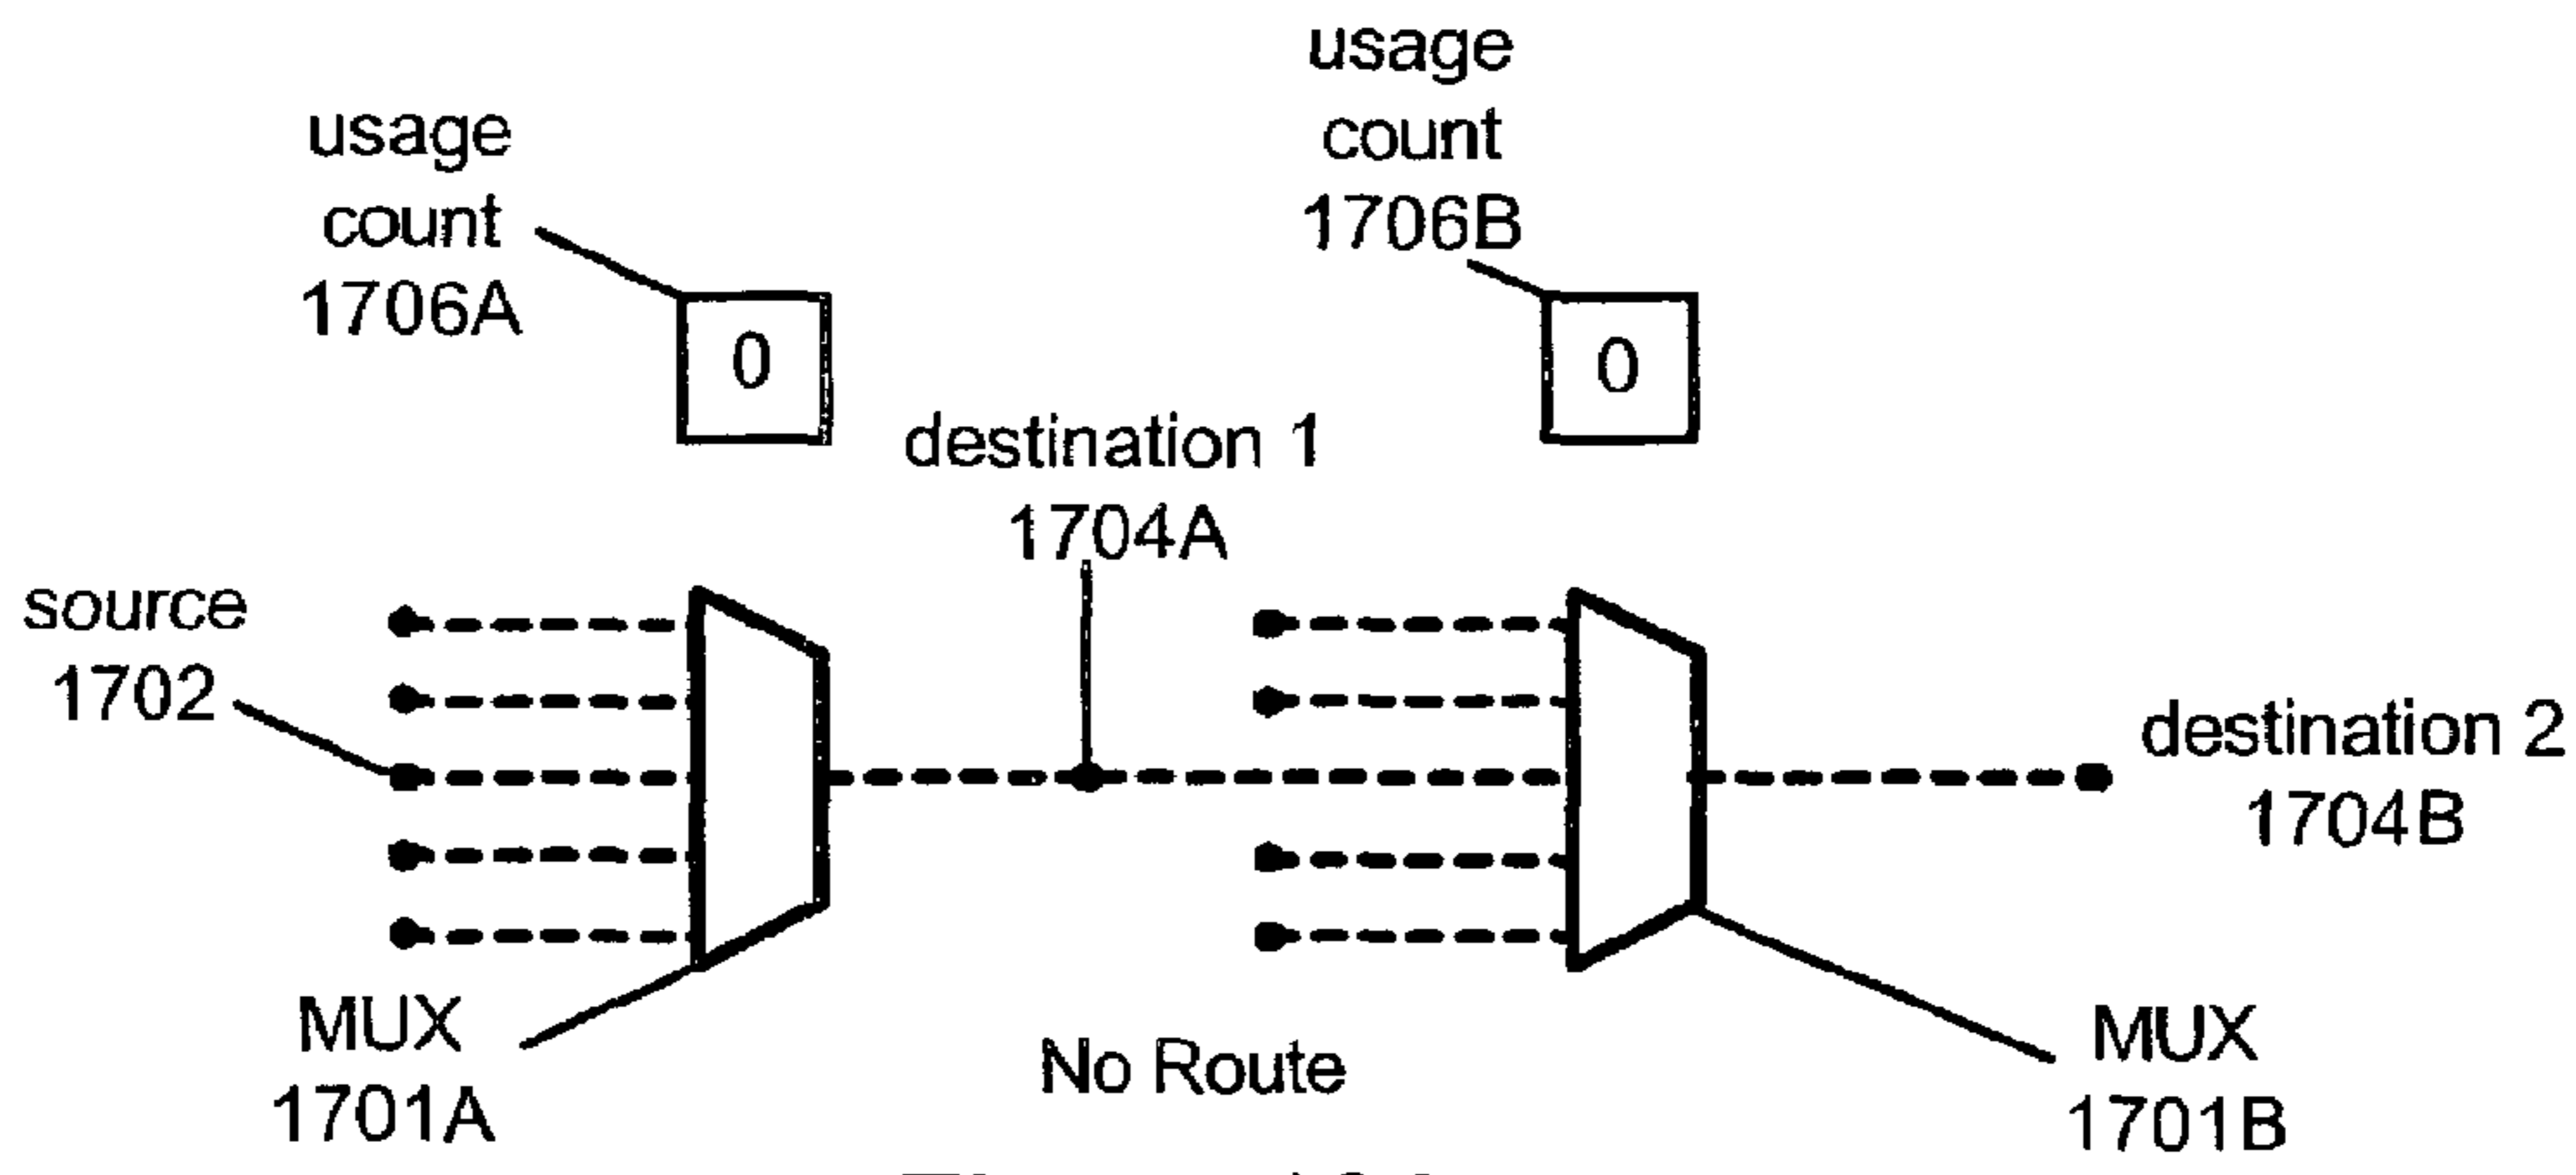 usage
count
1706A
0
usage
count
1706B
0
destination 1
1704A
source
1702
destination 2
1704B
MUX
1701A
No Route
MUX
1701B